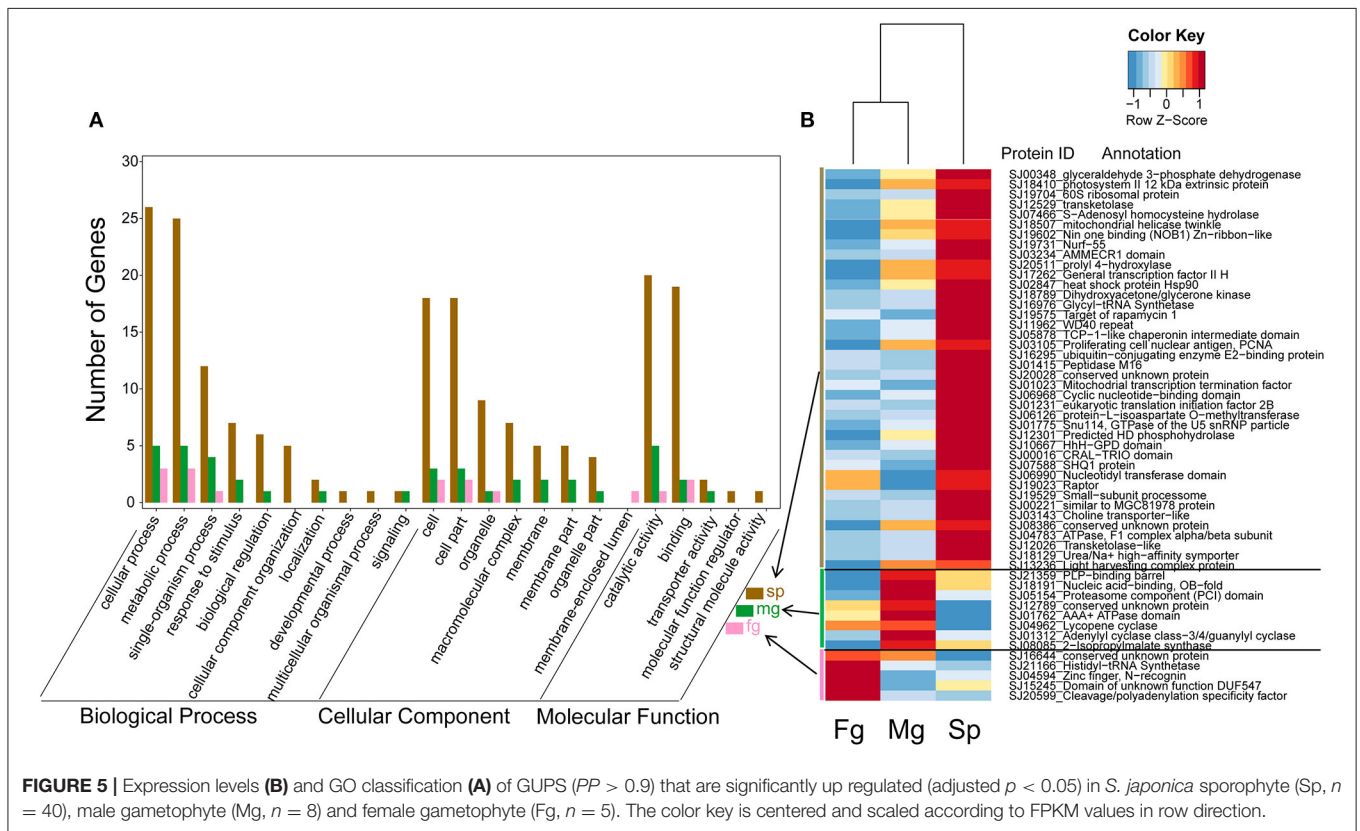 A
Number of Genes
30
25
20
15
10
5
0
cellular process
metabolic process
single-organism process
response to stimulus
biological regulation
cellular component organization
localization
developmental process
multicellular organismal process
signaling
cell
cell part
organelle
macromolecular complex
membrane
membrane part
organelle part
membrane-enclosed lumen
catalytic activity
binding
transporter activity
molecular function regulator
structural molecule activity
Biological Process
Cellular Component
Molecular Function
sp
mg
fg
B
Color Key
−1 0 1
Row Z−Score
Protein ID Annotation
SJ00348_glyceraldehyde 3−phosphate dehydrogenase
SJ18410_photosystem II 12 kDa extrinsic protein
SJ19704_60S ribosomal protein
SJ12529_transketolase
SJ07466_S−Adenosyl homocysteine hydrolase
SJ18507_mitochondrial helicase twinkle
SJ19602_Nin one binding (NOB1) Zn−ribbon−like
SJ19731_Nurf−55
SJ03234_AMMECR1 domain
SJ20511_prolyl 4−hydroxylase
SJ17262_General transcription factor II H
SJ02847_heat shock protein Hsp90
SJ18789_Dihydroxyacetone/glycerone kinase
SJ16976_Glycyl−tRNA Synthetase
SJ19575_Target of rapamycin 1
SJ11962_WD40 repeat
SJ05878_TCP−1−like chaperonin intermediate domain
SJ03105_Proliferating cell nuclear antigen, PCNA
SJ16295_ubiquitin−conjugating enzyme E2−binding protein
SJ01415_Peptidase M16
SJ20028_conserved unknown protein
SJ01023_Mitochdrial transcription termination factor
SJ06968_Cyclic nucleotide−binding domain
SJ01231_eukaryotic translation initiation factor 2B
SJ06126_protein−L−isoaspartate O−methyltransferase
SJ01775_Snu114, GTPase of the U5 snRNP particle
SJ12301_Predicted HD phosphohydrolase
SJ10667_HhH−GPD domain
SJ00016_CRAL−TRIO domain
SJ07588_SHQ1 protein
SJ06990_Nucleotidyl transferase domain
SJ19023_Raptor
SJ19529_Small−subunit processome
SJ00221_similar to MGC81978 protein
SJ03143_Choline transporter−like
SJ08386_conserved unknown protein
SJ04783_ATPase, F1 complex alpha/beta subunit
SJ12026_Transketolase−like
SJ18129_Urea/Na+ high−affinity symporter
SJ13236_Light harvesting complex protein
SJ21359_PLP−binding barrel
SJ18191_Nucleic acid−binding, OB−fold
SJ05154_Proteasome component (PCI) domain
SJ12789_conserved unknown protein
SJ01762_AAA+ ATPase domain
SJ04962_Lycopene cyclase
SJ01312_Adenylyl cyclase class−3/4/guanylyl cyclase
SJ08085_2−Isopropylmalate synthase
SJ16644_conserved unknown protein
SJ21166_Histidyl−tRNA Synthetase
SJ04594_Zinc finger, N−recognin
SJ15245_Domain of unknown function DUF547
SJ20599_Cleavage/polyadenylation specificity factor
Fg Mg Sp
FIGURE 5 | Expression levels (B) and GO classification (A) of GUPS (PP > 0.9) that are significantly up regulated (adjusted p < 0.05) in S. japonica sporophyte (Sp, n
= 40), male gametophyte (Mg, n = 8) and female gametophyte (Fg, n = 5). The color key is centered and scaled according to FPKM values in row direction.